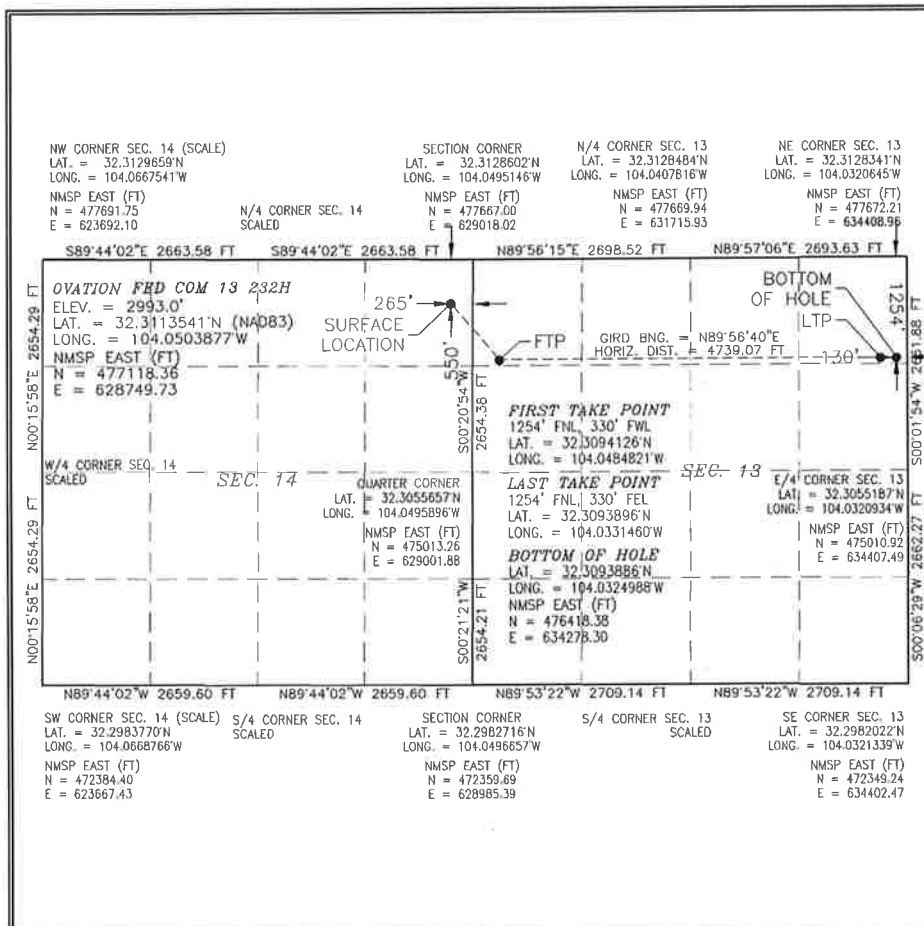 NW CORNER SEC. 14 (SCALE)
LAT. = 32.3129659'N
LONG. = 104.0667541'W
NMSP EAST (FT)
N = 477691.75
E = 623692.10
N/4 CORNER SEC. 14
SCALED
SECTION CORNER
LAT. = 32.3128602'N
LONG. = 104.0495146'W
NMSP EAST (FT)
N = 477667.00
E = 629018.02
N/4 CORNER SEC. 13
LAT. = 32.3128484'N
LONG. = 104.0407816'W
NMSP EAST (FT)
N = 477669.94
E = 631715.93
NE CORNER SEC. 13
LAT. = 32.3128341'N
LONG. = 104.0320645'W
NMSP EAST (FT)
N = 477672.21
E = 634408.96
S89°44'02"E 2663.58 FT
S89°44'02"E 2663.58 FT
N89°56'15"E 2698.52 FT
N89°57'06"E 2693.63 FT
OVATION FED COM 13 232H
ELEV. = 2993.0'
LAT. = 32.3113541'N (NAD83)
LONG. = 104.0503877'W
NMSP EAST (FT)
N = 477118.36
E = 628749.73
265'
SURFACE
LOCATION
550'
FTP
GIRD BNG. = N89°56'40"E
HORIZ. DIST. = 4739.07 FT
BOTTOM
OF HOLE
LTP
130'
1254'
N00°15'58"E 2654.29 FT
S00°20'54"W
2654.38 FT
S00°01'54"W 2661.88 FT
FIRST TAKE POINT
1254' FNL, 330' FWL
LAT. = 32.3094126'N
LONG. = 104.0484821'W
W/4 CORNER SEC. 14
SCALED
SEC. 14
QUARTER CORNER
LAT. = 32.3055657'N
LONG. = 104.0495896'W
NMSP EAST (FT)
N = 475013.26
E = 629001.88
SEC. 13
LAST TAKE POINT
1254' FNL, 330' FEL
LAT. = 32.3093896'N
LONG. = 104.0331460'W
E/4 CORNER SEC. 13
LAT. = 32.3055187'N
LONG. = 104.0320934'W
NMSP EAST (FT)
N = 475010.92
E = 634407.49
BOTTOM OF HOLE
LAT. = 32.3093886'N
LONG. = 104.0324988'W
NMSP EAST (FT)
N = 476418.38
E = 634278.30
N00°15'58"E 2654.29 FT
S00°21'21"W
2654.21 FT
S00°06'29"W 2662.27 FT
N89°44'02"W 2659.60 FT
N89°44'02"W 2659.60 FT
N89°53'22"W 2709.14 FT
N89°53'22"W 2709.14 FT
SW CORNER SEC. 14 (SCALE)
LAT. = 32.2983770'N
LONG. = 104.0668766'W
NMSP EAST (FT)
N = 472384.40
E = 623667.43
S/4 CORNER SEC. 14
SCALED
SECTION CORNER
LAT. = 32.2982716'N
LONG. = 104.0496657'W
NMSP EAST (FT)
N = 472359.69
E = 628985.39
S/4 CORNER SEC. 13
SCALED
SE CORNER SEC. 13
LAT. = 32.2982022'N
LONG. = 104.0321339'W
NMSP EAST (FT)
N = 472349.24
E = 634402.47